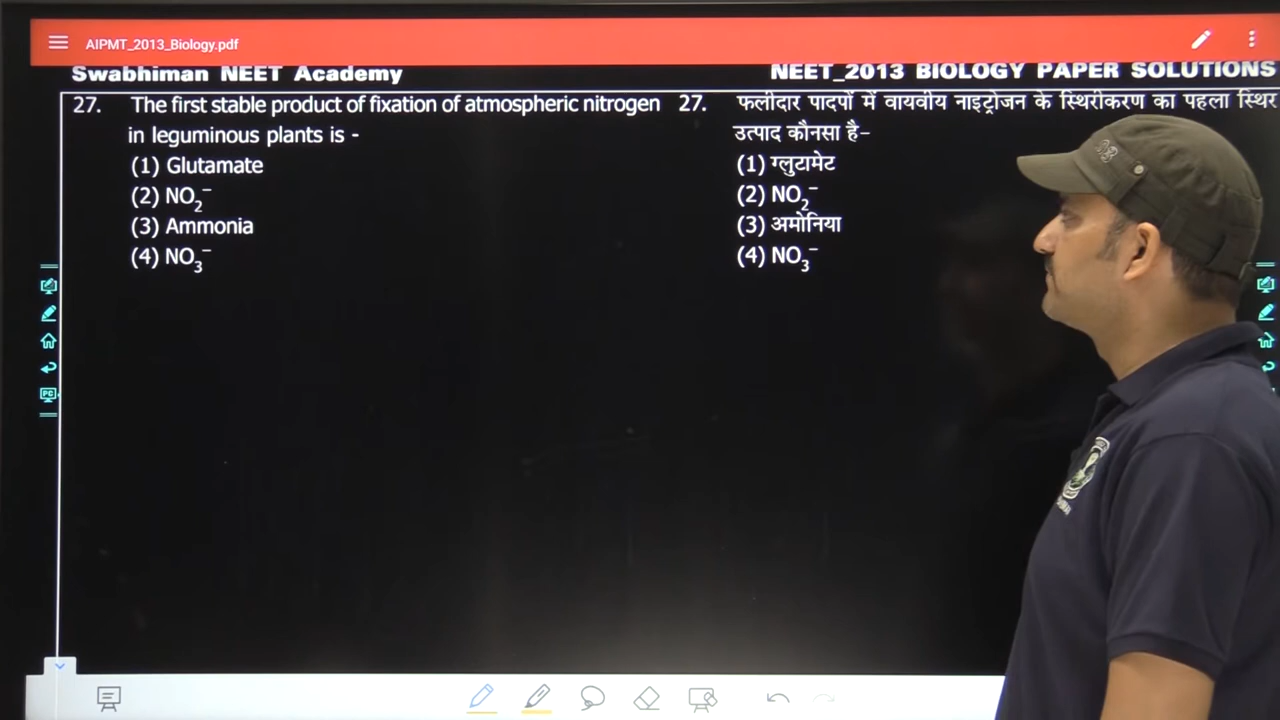 AIPMT_2013_Biology.pdf
Swabhiman NEET Academy
NEET_2013 BIOLOGY PAPER SOLUTIONS
27. The first stable product of fixation of atmospheric nitrogen
in leguminous plants is -
(1) Glutamate
(2) NO₂⁻
(3) Ammonia
(4) NO₃⁻
27. फलीदार पादपों में वायवीय नाइट्रोजन के स्थिरीकरण का पहला स्थिर
उत्पाद कौनसा है–
(1) ग्लुटामेट
(2) NO₂⁻
(3) अमोनिया
(4) NO₃⁻
PC